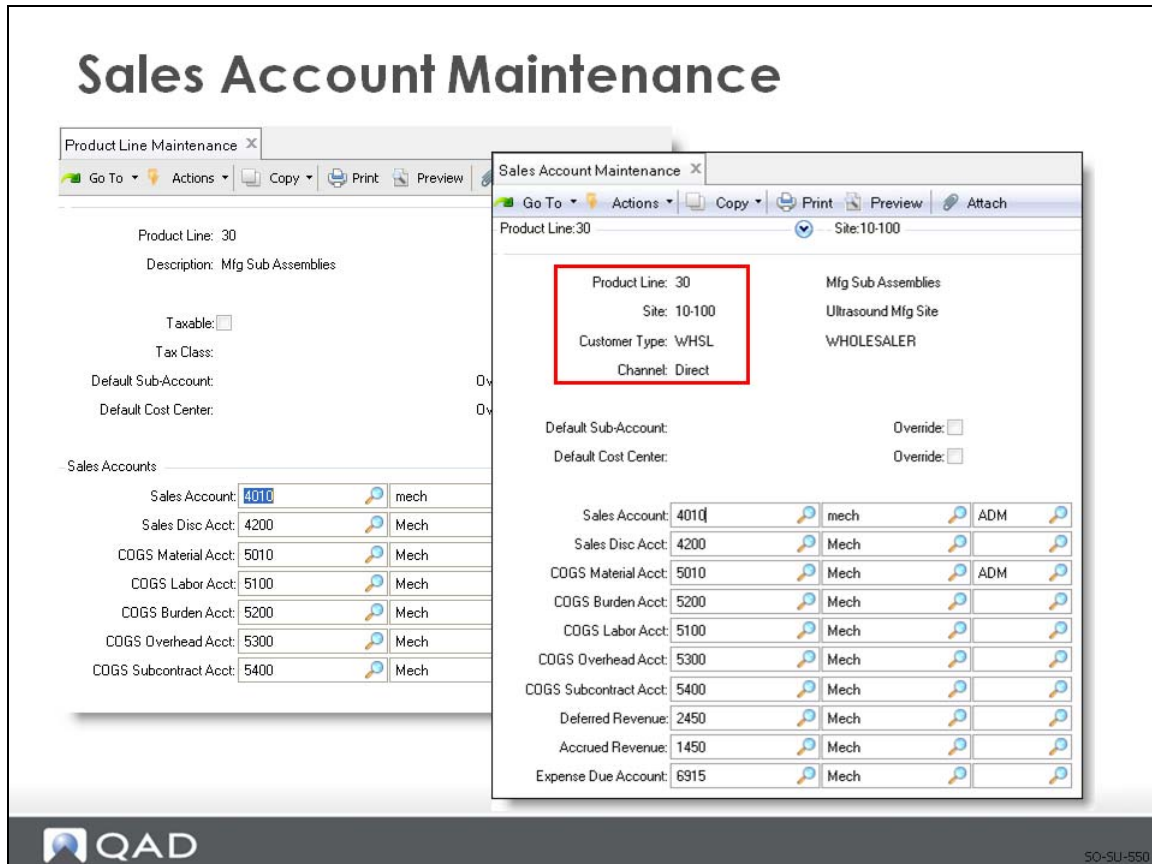 Sales Account Maintenance
Product Line Maintenance X
Go To Actions Copy Print Preview
Product Line: 30
Description: Mfg Sub Assemblies
Taxable:
Tax Class:
Default Sub-Account: Ov
Default Cost Center: Ov
Sales Accounts
Sales Account: 4010 mech
Sales Disc Acct: 4200 Mech
COGS Material Acct: 5010 Mech
COGS Labor Acct: 5100 Mech
COGS Burden Acct: 5200 Mech
COGS Overhead Acct: 5300 Mech
COGS Subcontract Acct: 5400 Mech
Sales Account Maintenance X
Go To Actions Copy Print Preview Attach
Product Line:30 Site:10-100
Product Line: 30 Mfg Sub Assemblies
Site: 10-100 Ultrasound Mfg Site
Customer Type: WHSL WHOLESALER
Channel: Direct
Default Sub-Account: Override:
Default Cost Center: Override:
Sales Account: 4010 mech ADM
Sales Disc Acct: 4200 Mech
COGS Material Acct: 5010 Mech ADM
COGS Burden Acct: 5200 Mech
COGS Labor Acct: 5100 Mech
COGS Overhead Acct: 5300 Mech
COGS Subcontract Acct: 5400 Mech
Deferred Revenue: 2450 Mech
Accrued Revenue: 1450 Mech
Expense Due Account: 6915 Mech
QAD
SO-SU-550